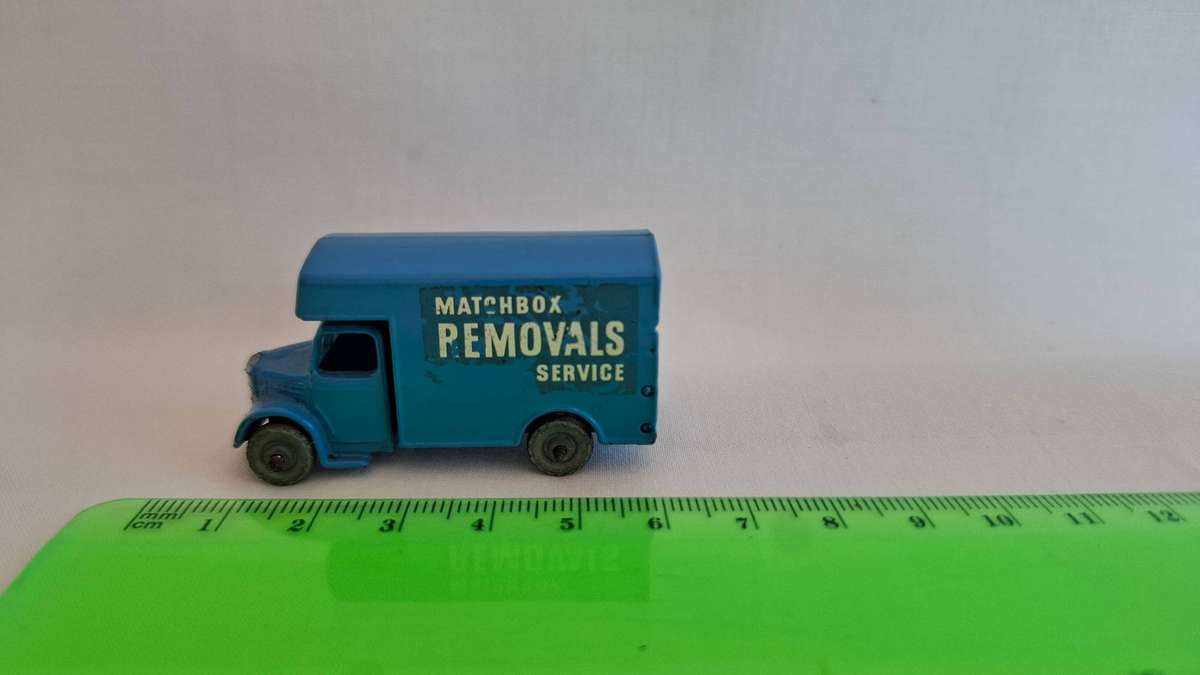 MATCHBOX
REMOVALS
SERVICE
mm
cm 1 2 3 4 5 6 7 8 9 10 11 12